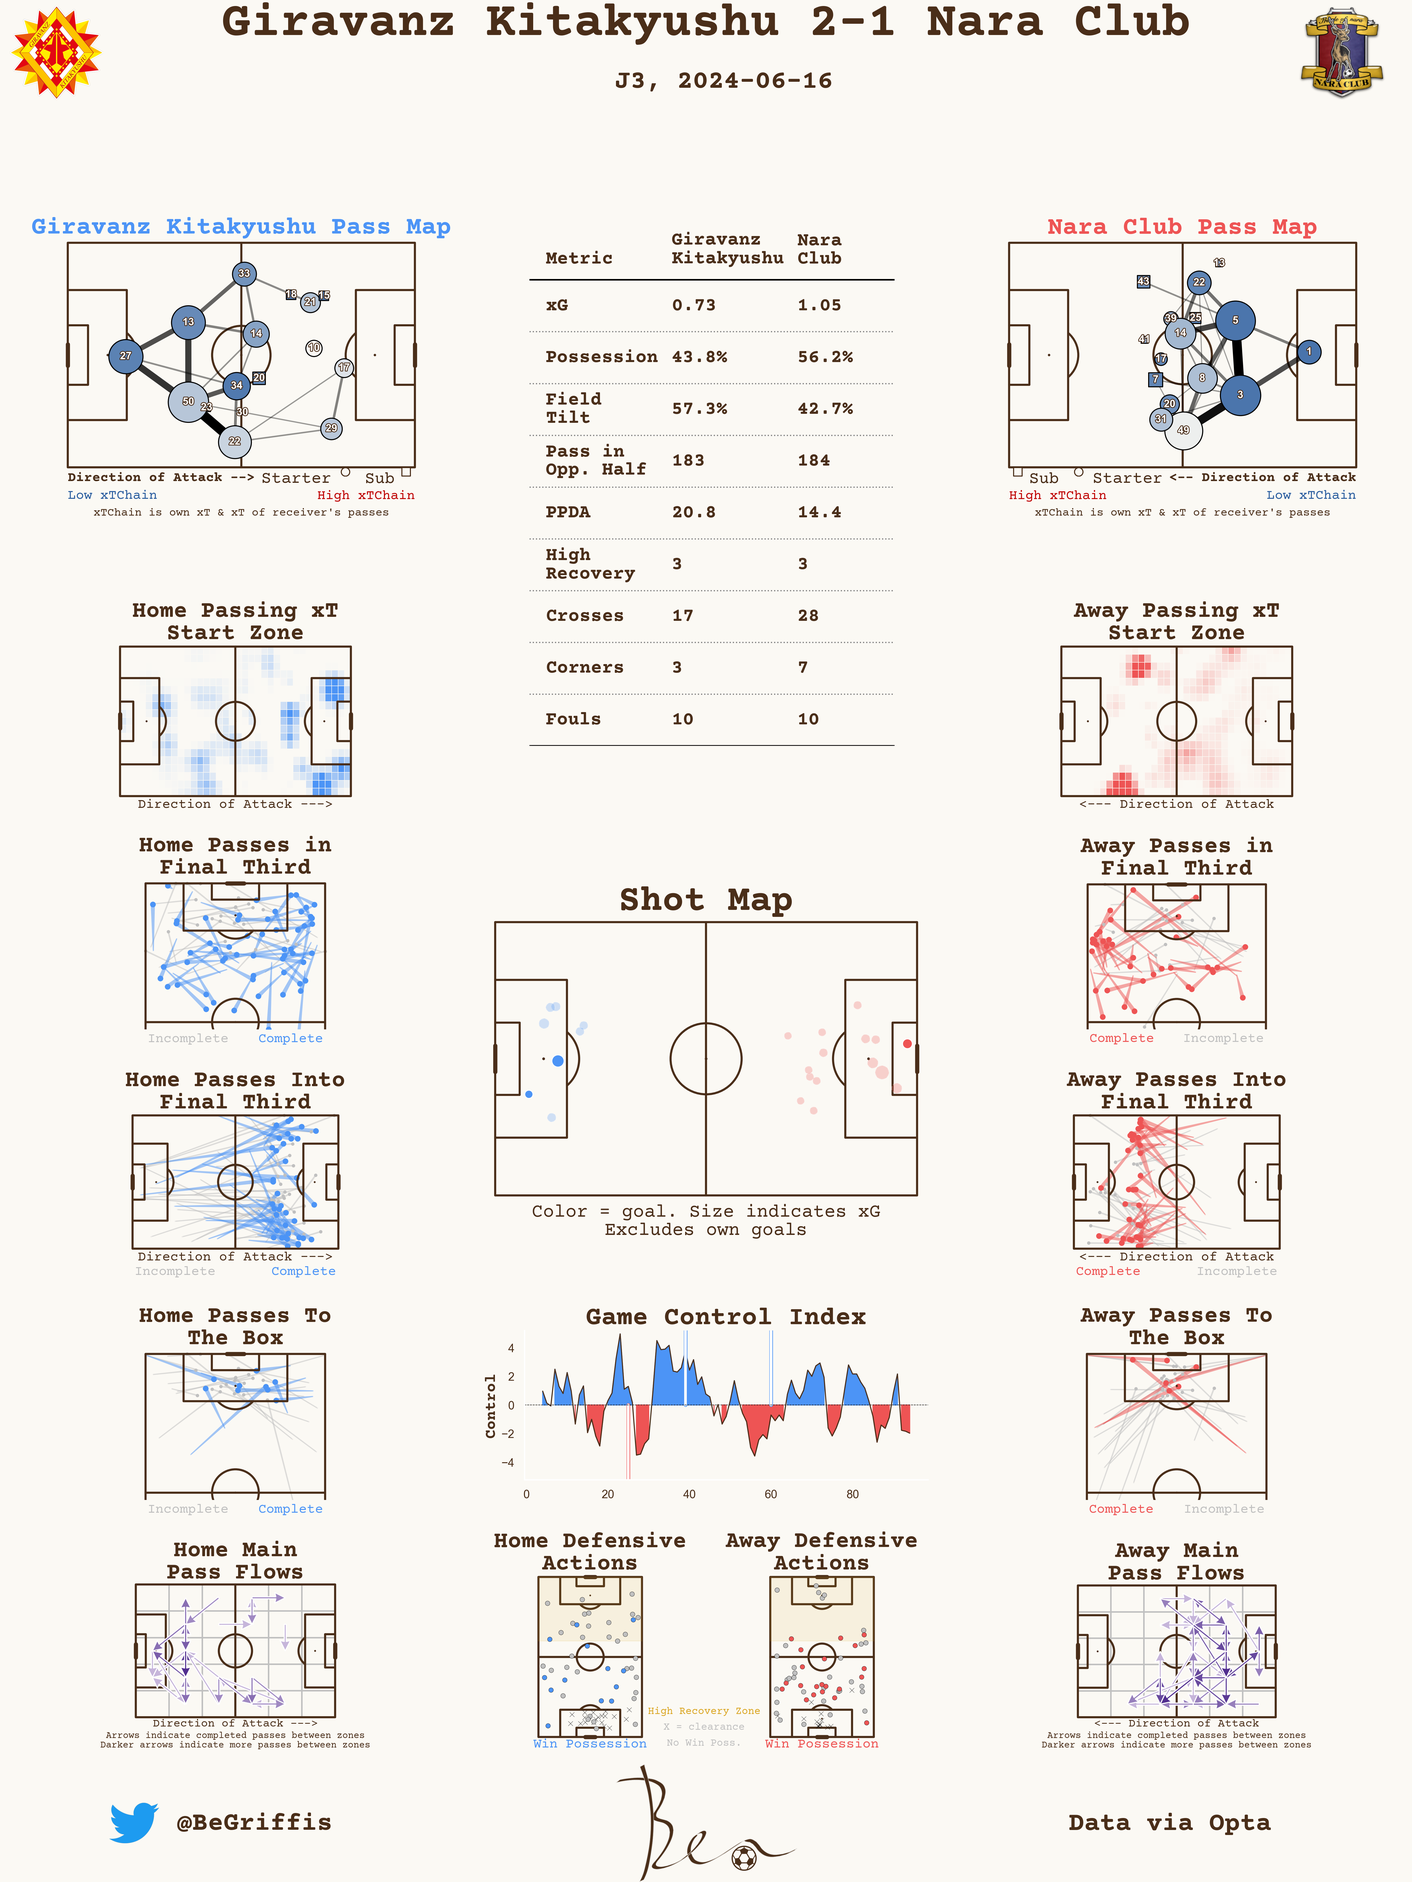 Giravanz Kitakyushu 2-1 Nara Club
J3, 2024-06-16
GIRAVANZ
KITAKYUSHU
NARA CLUB
Giravanz Kitakyushu Pass Map
33
18
21
15
13
14
10
27
17
34
20
50
23
30
29
22
Direction of Attack --> Starter Sub
Low xTChain High xTChain
xTChain is own xT & xT of receiver's passes
Metric Giravanz Kitakyushu Nara Club
xG 0.73 1.05
Possession 43.8% 56.2%
Field Tilt 57.3% 42.7%
Pass in Opp. Half 183 184
PPDA 20.8 14.4
High Recovery 3 3
Crosses 17 28
Corners 3 7
Fouls 10 10
Nara Club Pass Map
13
43
22
39
25
5
14
41
17
1
7
8
3
20
31
49
Sub Starter <-- Direction of Attack
High xTChain Low xTChain
xTChain is own xT & xT of receiver's passes
Home Passing xT
Start Zone
Direction of Attack --->
Away Passing xT
Start Zone
<--- Direction of Attack
Home Passes in
Final Third
Incomplete Complete
Away Passes in
Final Third
Complete Incomplete
Shot Map
Color = goal. Size indicates xG
Excludes own goals
Home Passes Into
Final Third
Direction of Attack --->
Incomplete Complete
Away Passes Into
Final Third
<--- Direction of Attack
Complete Incomplete
Home Passes To
The Box
Incomplete Complete
Game Control Index
Control
4
2
0
−2
−4
0 20 40 60 80
Away Passes To
The Box
Complete Incomplete
Home Main
Pass Flows
Direction of Attack --->
Arrows indicate completed passes between zones
Darker arrows indicate more passes between zones
Home Defensive
Actions
Win Possession
High Recovery Zone
X = clearance
No Win Poss.
Away Defensive
Actions
Win Possession
Away Main
Pass Flows
<--- Direction of Attack
Arrows indicate completed passes between zones
Darker arrows indicate more passes between zones
@BeGriffis
Ben
Data via Opta